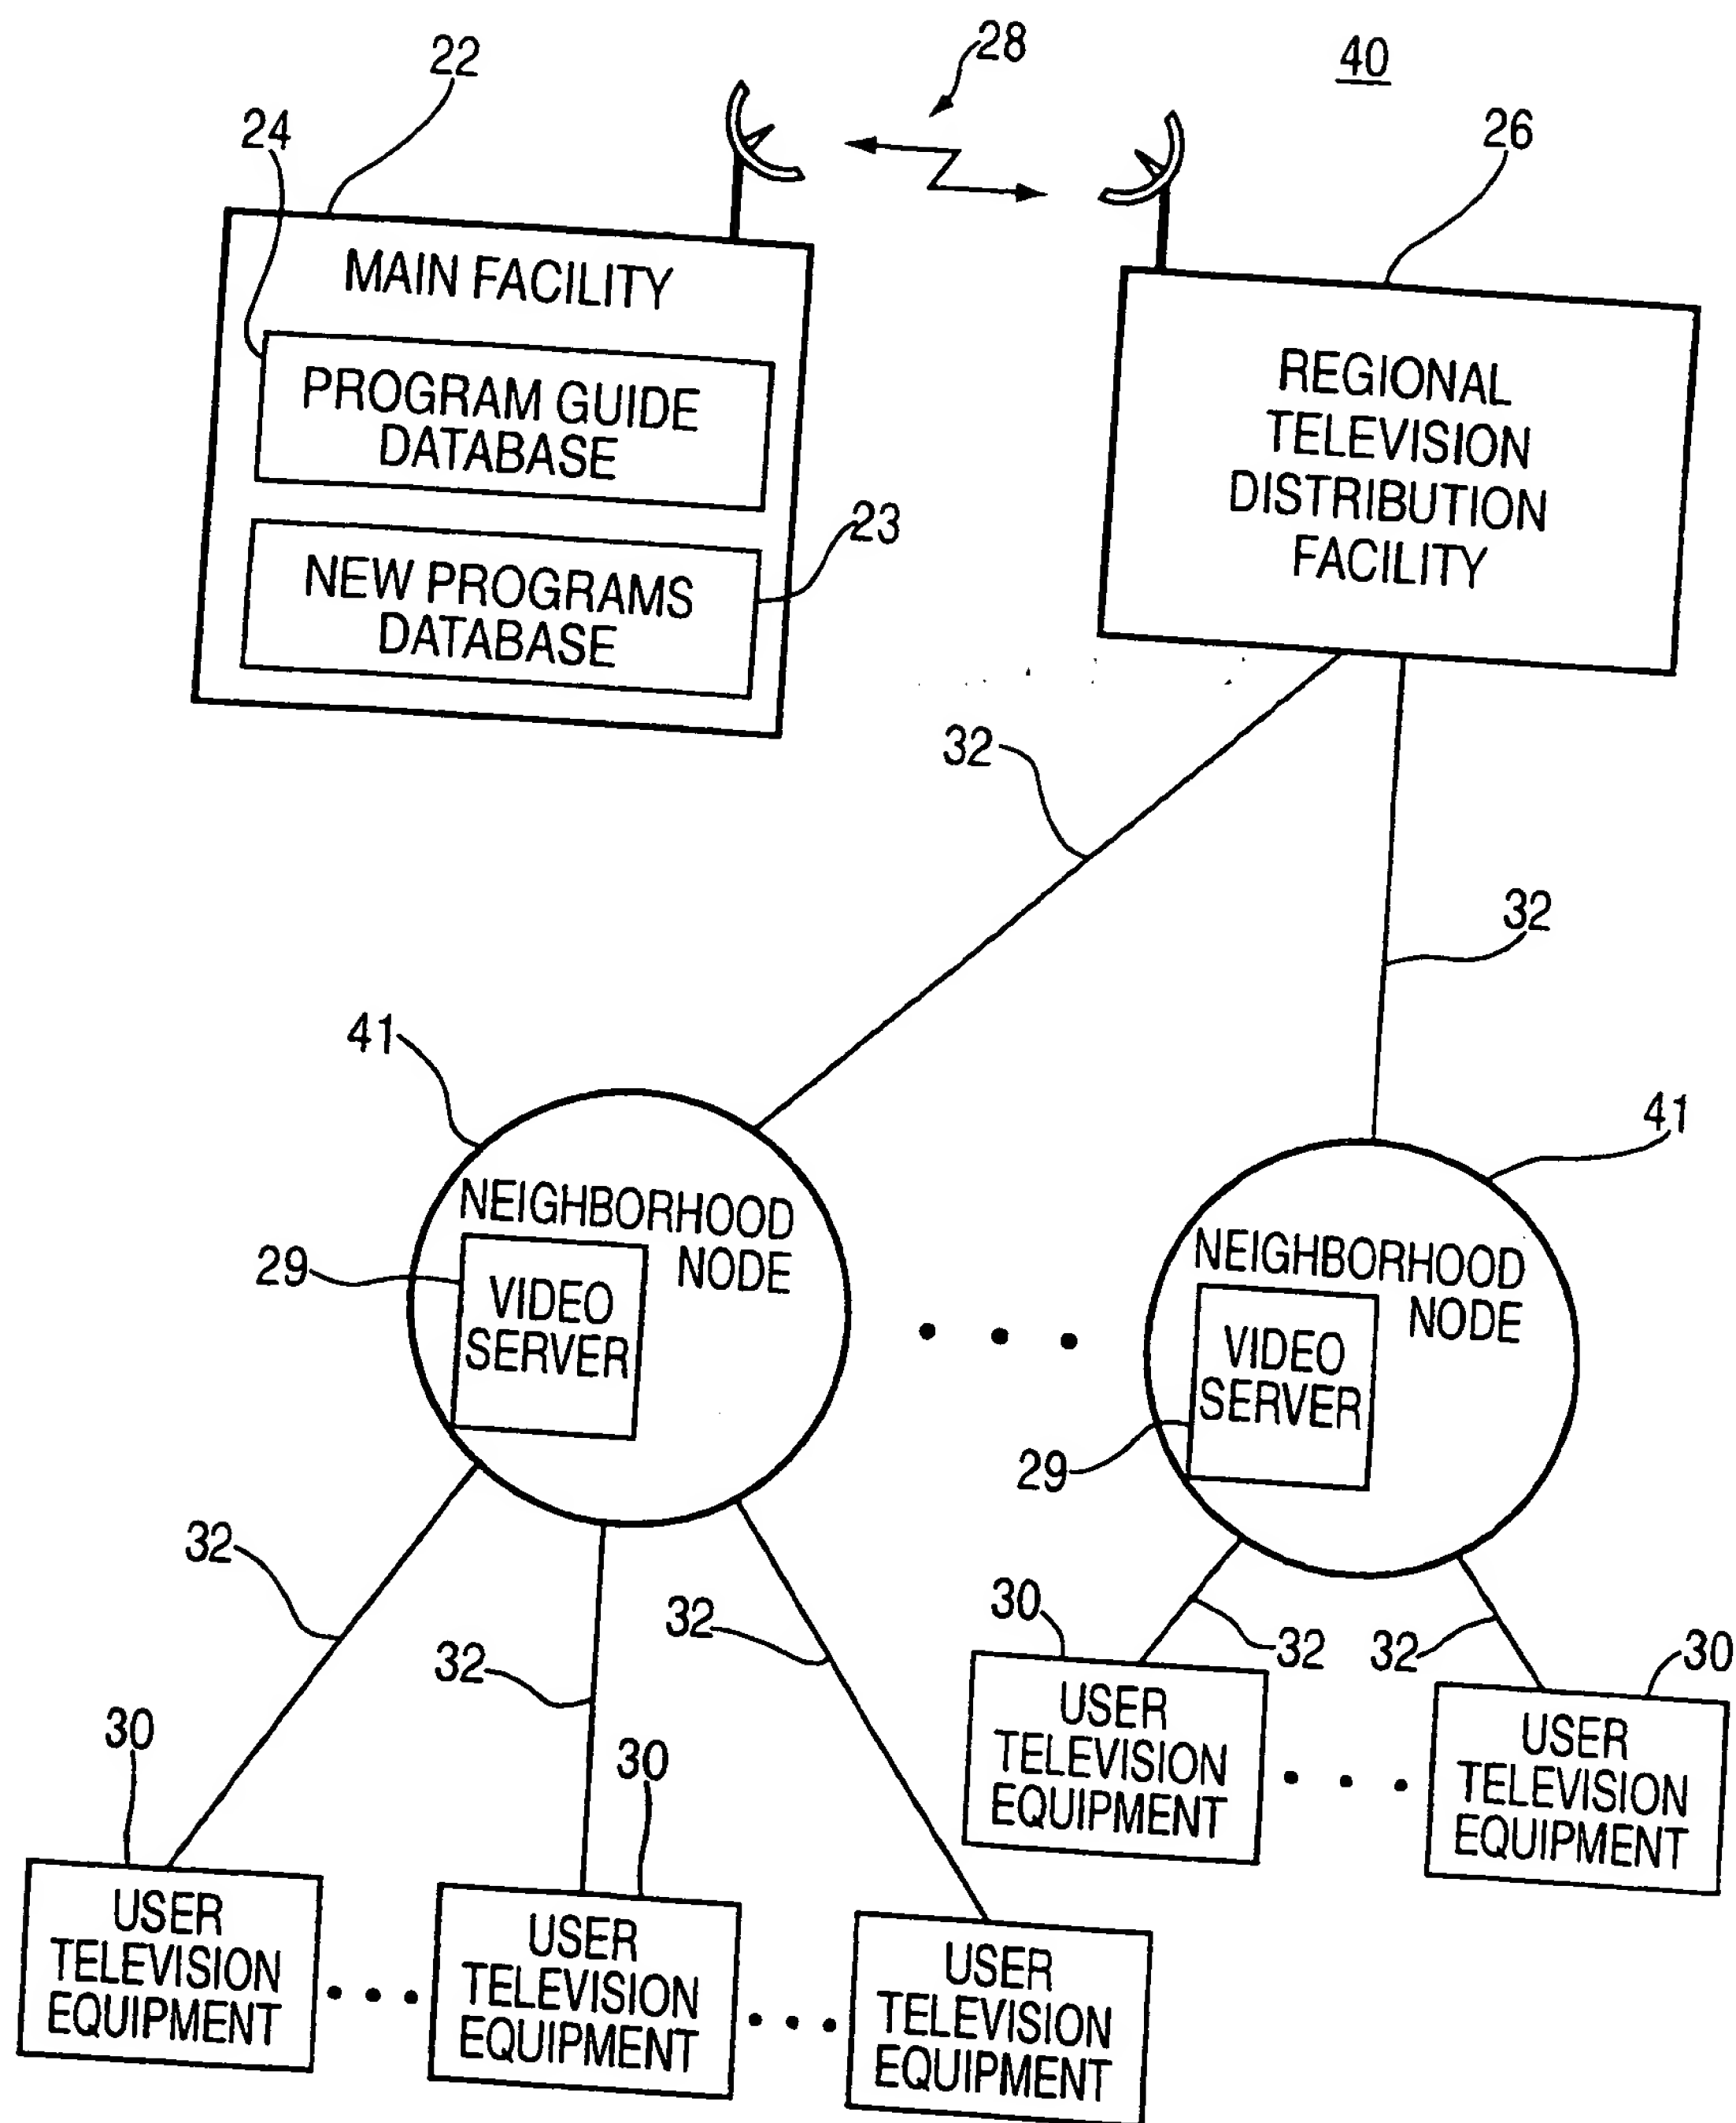 22
28
40
24
26
MAIN FACILITY
PROGRAM GUIDE
DATABASE
23
NEW PROGRAMS
DATABASE
REGIONAL
TELEVISION
DISTRIBUTION
FACILITY
32
32
41
41
NEIGHBORHOOD
NODE
29
VIDEO
SERVER
NEIGHBORHOOD
NODE
VIDEO
SERVER
29
32
32
32
30
32
32
30
30
30
USER
TELEVISION
EQUIPMENT
USER
TELEVISION
EQUIPMENT
USER
TELEVISION
EQUIPMENT
USER
TELEVISION
EQUIPMENT
USER
TELEVISION
EQUIPMENT